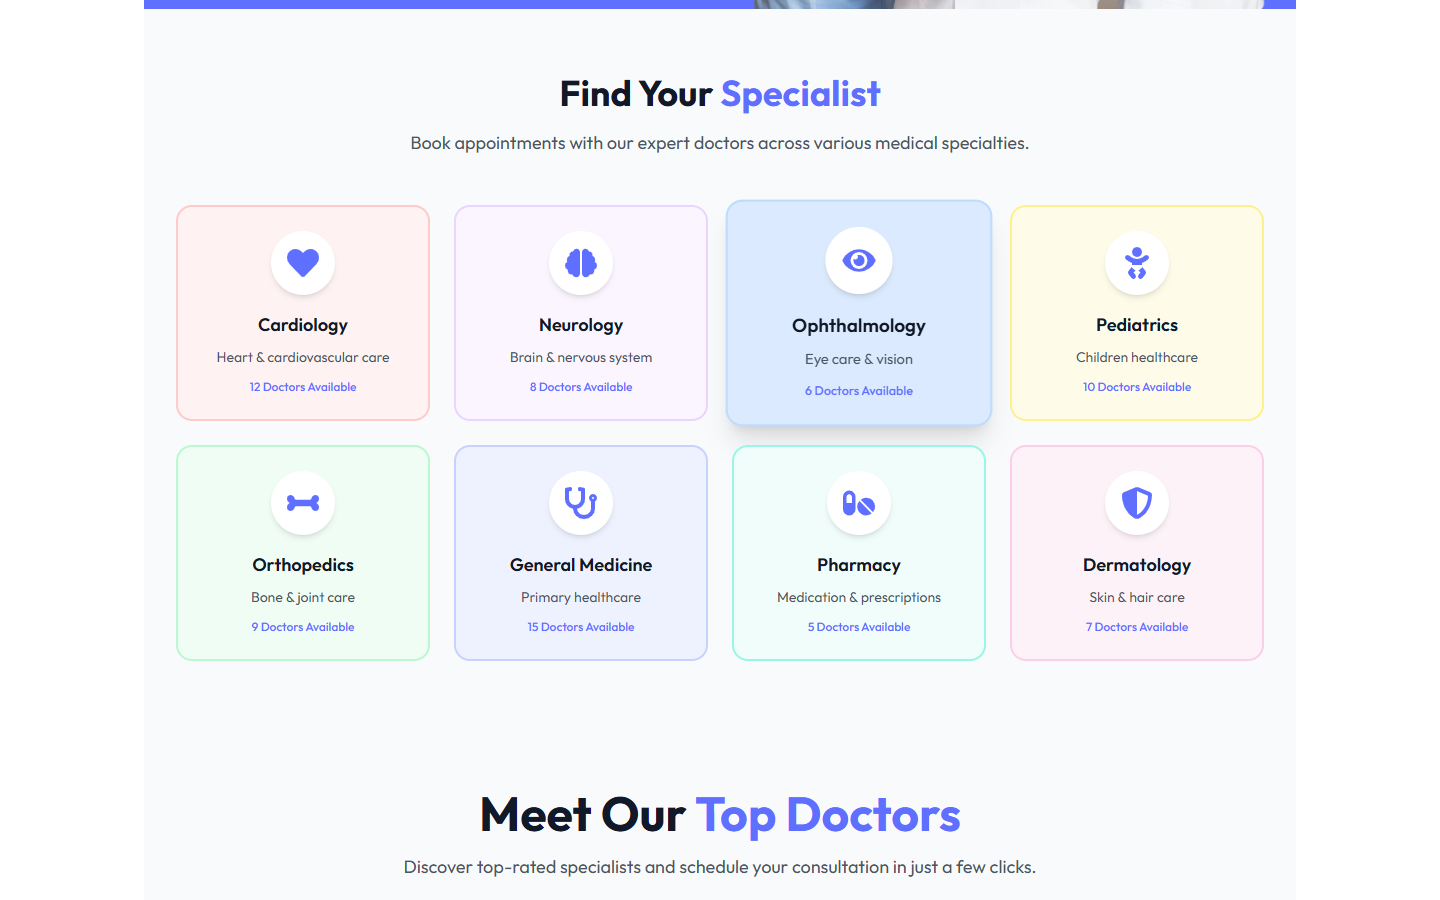 Find Your Specialist
Book appointments with our expert doctors across various medical specialties.
Cardiology
Heart & cardiovascular care
12 Doctors Available
Neurology
Brain & nervous system
8 Doctors Available
Ophthalmology
Eye care & vision
6 Doctors Available
Pediatrics
Children healthcare
10 Doctors Available
Orthopedics
Bone & joint care
9 Doctors Available
General Medicine
Primary healthcare
15 Doctors Available
Pharmacy
Medication & prescriptions
5 Doctors Available
Dermatology
Skin & hair care
7 Doctors Available
Meet Our Top Doctors
Discover top-rated specialists and schedule your consultation in just a few clicks.